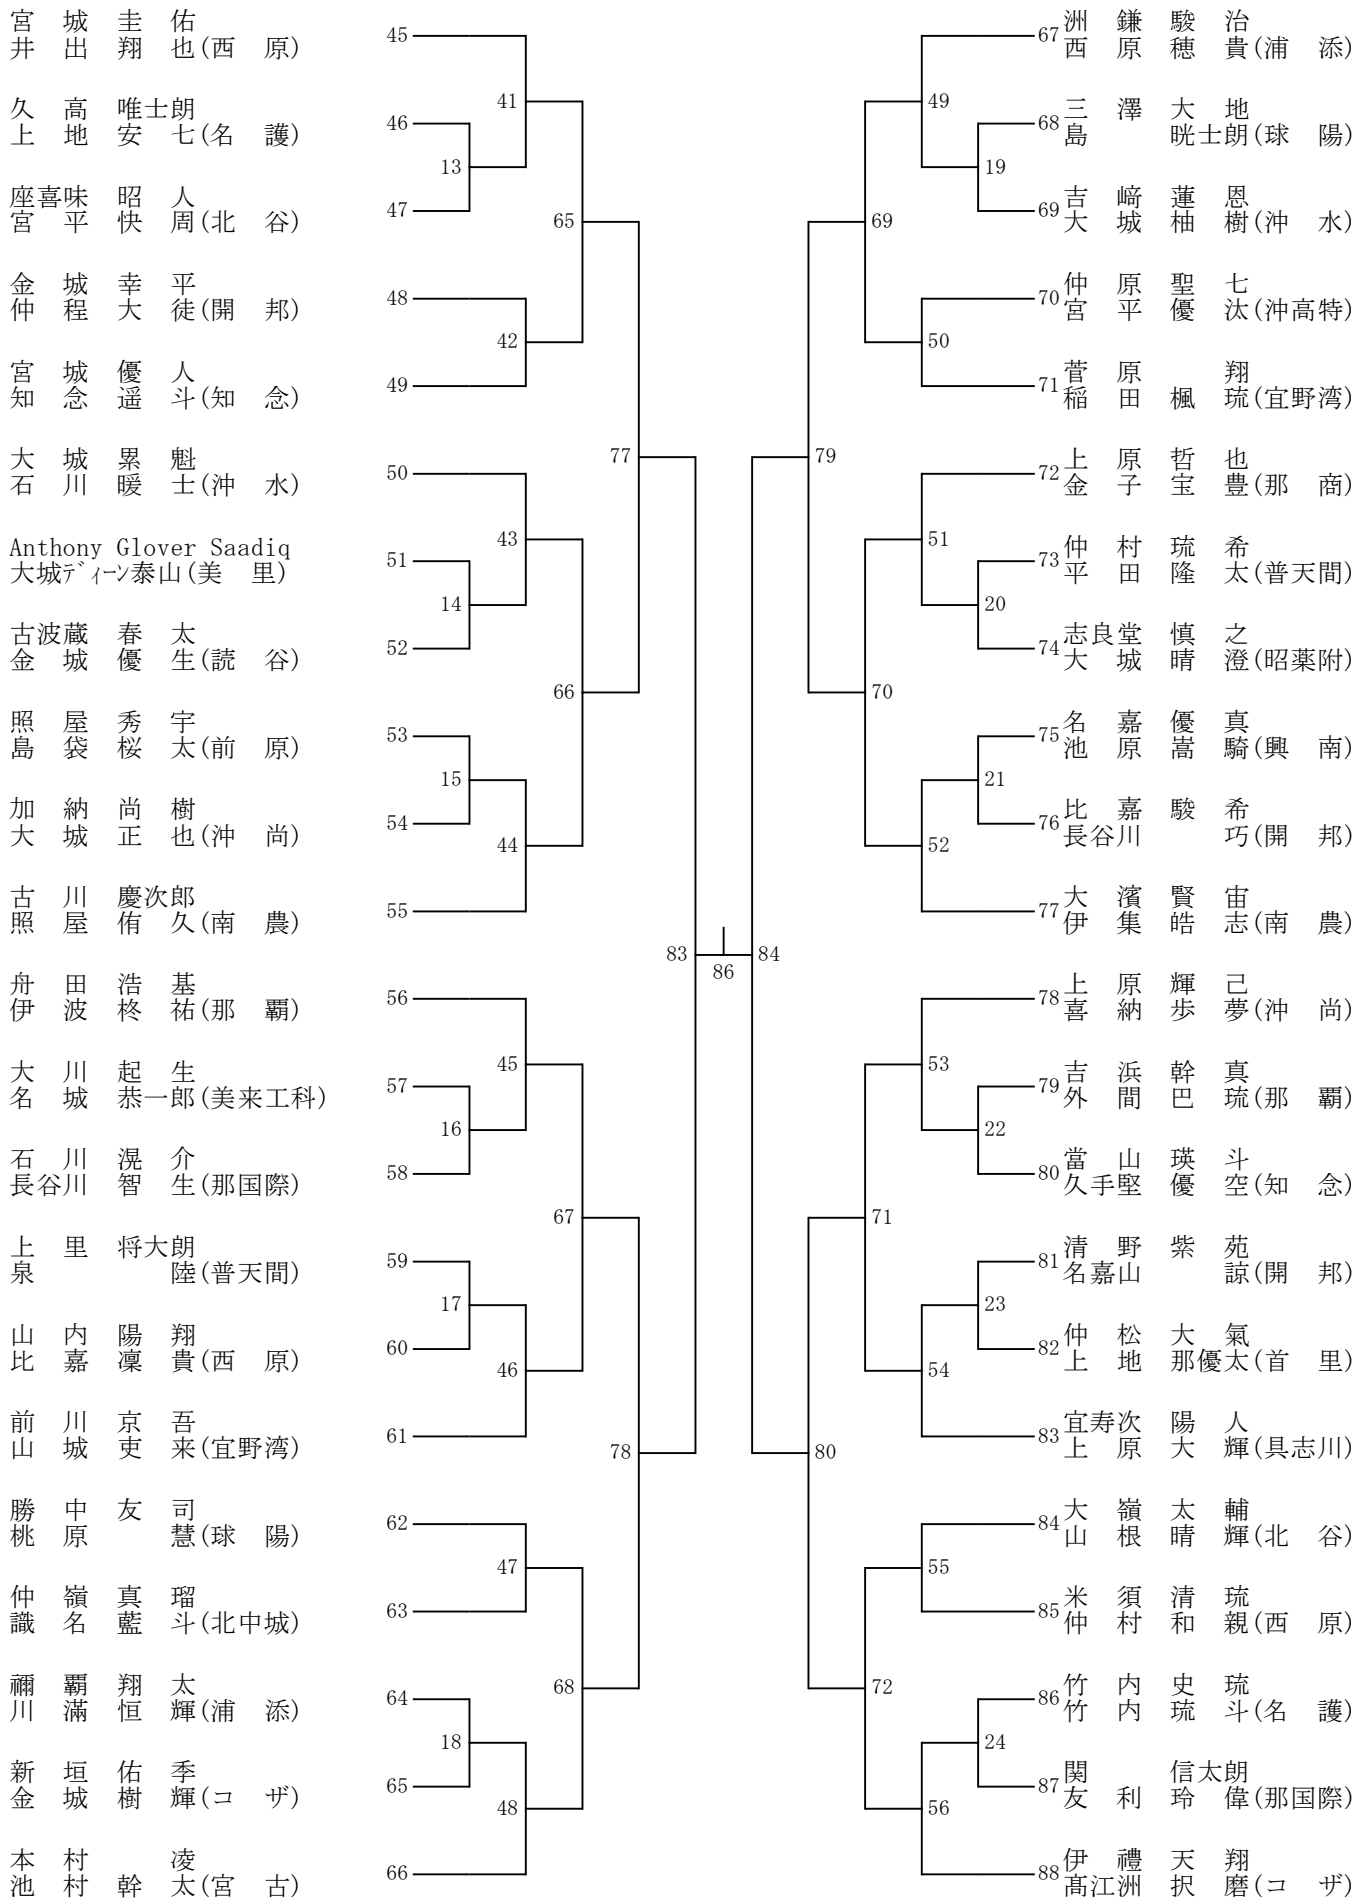 宮城圭佑
井出翔也(西原) 45
久高唯士朗
上地安七(名護) 46
座喜味昭人
宮平快周(北谷) 47
金城幸平
仲程大徒(開邦) 48
宮城優人
知念遥斗(知念) 49
大城累魁
石川暖士(沖水) 50
Anthony Glover Saadiq
大城ディーン泰山(美里) 51
古波蔵春太
金城優生(読谷) 52
照屋秀宇
島袋桜太(前原) 53
加納尚樹
大城正也(沖尚) 54
古川慶次郎
照屋侑久(南農) 55
舟田浩基
伊波柊祐(那覇) 56
大川起生
名城恭一郎(美来工科) 57
石川滉介
長谷川智生(那国際) 58
上里将大朗
泉陸(普天間) 59
山内陽翔
比嘉凜貴(西原) 60
前川京吾
山城吏来(宜野湾) 61
勝中友司
桃原慧(球陽) 62
仲嶺真瑠
識名藍斗(北中城) 63
禰覇翔太
川満恒輝(浦添) 64
新垣佑季
金城樹輝(コザ) 65
本村凌
池村幹太(宮古) 66
41
13
65
42
77
43
14
66
15
44
83
45
16
67
17
46
78
47
68
18
48
86
84
49
19
69
50
79
51
20
70
21
52
53
22
71
23
54
80
55
72
24
56
洲鎌駿治
67 西原穂貴(浦添)
三澤大地
68 島晄士朗(球陽)
吉﨑蓮恩
69 大城柚樹(沖水)
仲原聖七
70 宮平優汰(沖高特)
菅原翔
71 稲田楓琉(宜野湾)
上原哲也
72 金子宝豊(那商)
仲村琉希
73 平田隆太(普天間)
志良堂慎之
74 大城晴澄(昭薬附)
名嘉優真
75 池原嵩騎(興南)
比嘉駿希
76 長谷川巧(開邦)
大濱賢宙
77 伊集皓志(南農)
上原輝己
78 喜納歩夢(沖尚)
吉浜幹真
79 外間巴琉(那覇)
當山瑛斗
80 久手堅優空(知念)
清野紫苑
81 名嘉山諒(開邦)
仲松大氣
82 上地那優太(首里)
宜寿次陽人
83 上原大輝(具志川)
大嶺太輔
84 山根晴輝(北谷)
米須清琉
85 仲村和親(西原)
竹内史琉
86 竹内琉斗(名護)
関信太朗
87 友利玲偉(那国際)
伊禮天翔
88 髙江洲択磨(コザ)